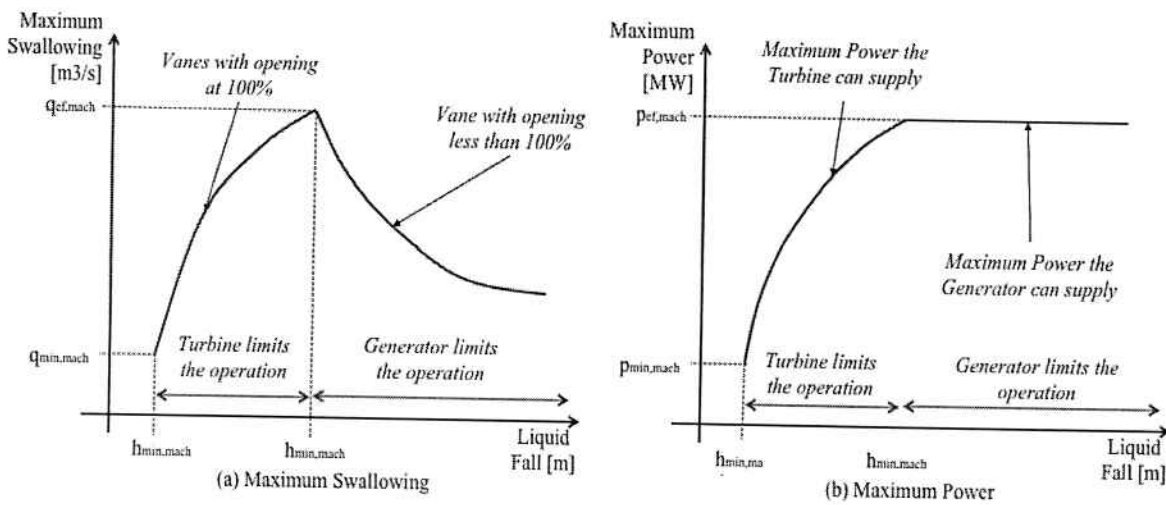 Maximum
Swallowing
[m3/s]
Vanes with opening
at 100%
qef,mach
Vane with opening
less than 100%
qmin,mach
Turbine limits
the operation
Generator limits
the operation
hmin,mach
hmin,mach
Liquid
Fall [m]
(a) Maximum Swallowing
Maximum
Power
[MW]
Maximum Power the
Turbine can supply
pef,mach
Maximum Power the
Generator can supply
pmin,mach
Turbine limits
the operation
Generator limits the
operation
hmin,ma
hmin,mach
Liquid
Fall [m]
(b) Maximum Power